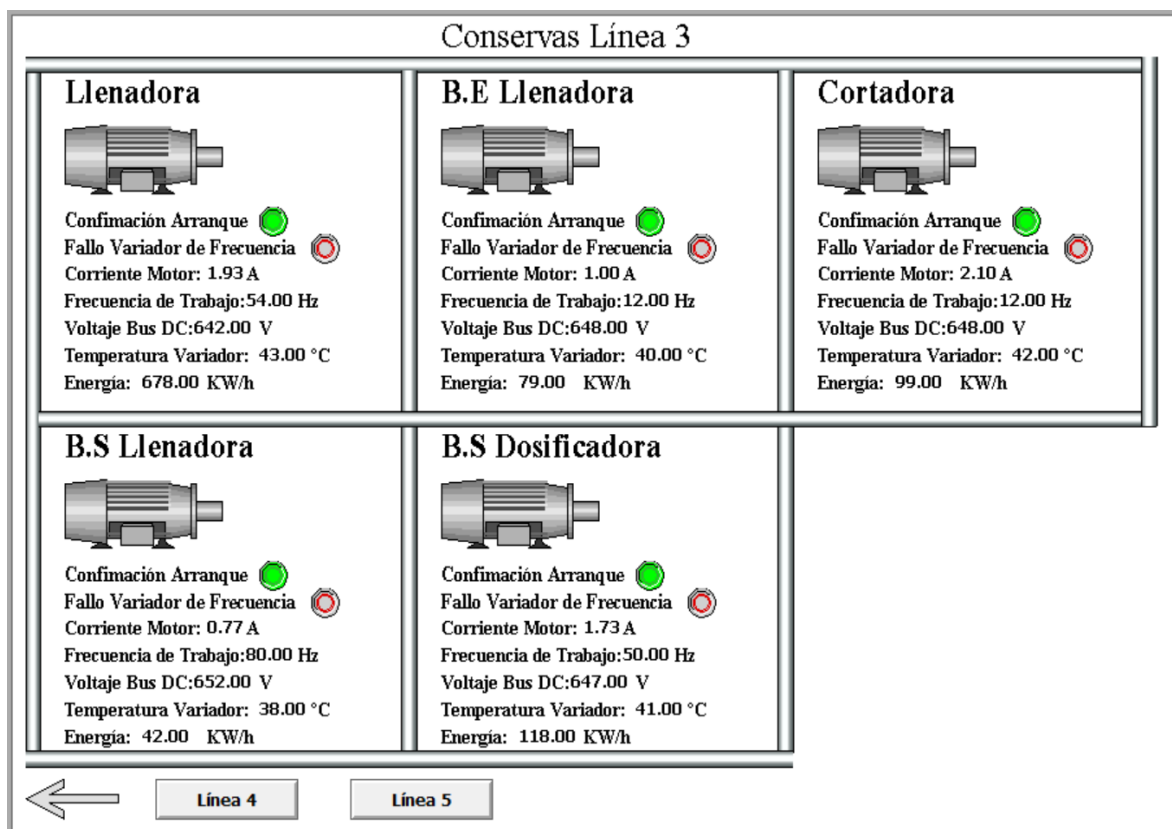 Conservas Línea 3
Llenadora
Confimación Arranque
Fallo Variador de Frecuencia
Corriente Motor: 1.93 A
Frecuencia de Trabajo:54.00 Hz
Voltaje Bus DC:642.00 V
Temperatura Variador: 43.00 °C
Energía: 678.00 KW/h
B.E Llenadora
Confimación Arranque
Fallo Variador de Frecuencia
Corriente Motor: 1.00 A
Frecuencia de Trabajo:12.00 Hz
Voltaje Bus DC:648.00 V
Temperatura Variador: 40.00 °C
Energía: 79.00 KW/h
Cortadora
Confimación Arranque
Fallo Variador de Frecuencia
Corriente Motor: 2.10 A
Frecuencia de Trabajo:12.00 Hz
Voltaje Bus DC:648.00 V
Temperatura Variador: 42.00 °C
Energía: 99.00 KW/h
B.S Llenadora
Confimación Arranque
Fallo Variador de Frecuencia
Corriente Motor: 0.77 A
Frecuencia de Trabajo:80.00 Hz
Voltaje Bus DC:652.00 V
Temperatura Variador: 38.00 °C
Energía: 42.00 KW/h
B.S Dosificadora
Confimación Arranque
Fallo Variador de Frecuencia
Corriente Motor: 1.73 A
Frecuencia de Trabajo:50.00 Hz
Voltaje Bus DC:647.00 V
Temperatura Variador: 41.00 °C
Energía: 118.00 KW/h
Línea 4
Línea 5